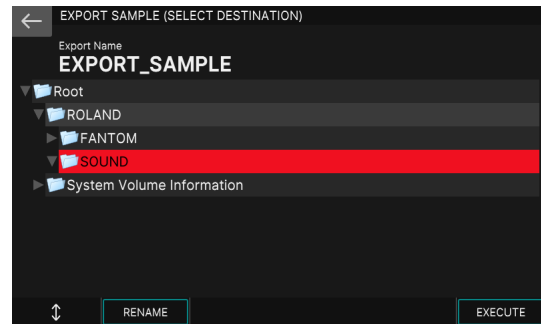 EXPORT SAMPLE (SELECT DESTINATION)
Export Name
EXPORT_SAMPLE
Root
ROLAND
FANTOM
SOUND
System Volume Information
RENAME
EXECUTE